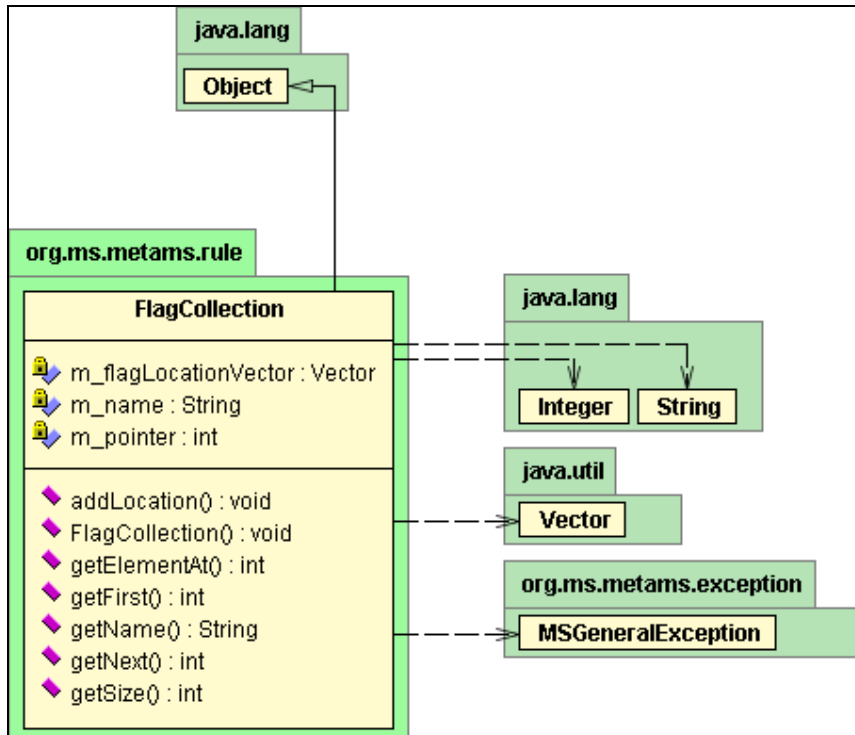 java.lang
Object
org.ms.metams.rule
FlagCollection
m_flagLocationVector : Vector
m_name : String
m_pointer : int
addLocation() : void
FlagCollection() : void
getElementAt() : int
getFirst() : int
getName() : String
getNext() : int
getSize() : int
java.lang
Integer String
java.util
Vector
org.ms.metams.exception
MSGeneralException